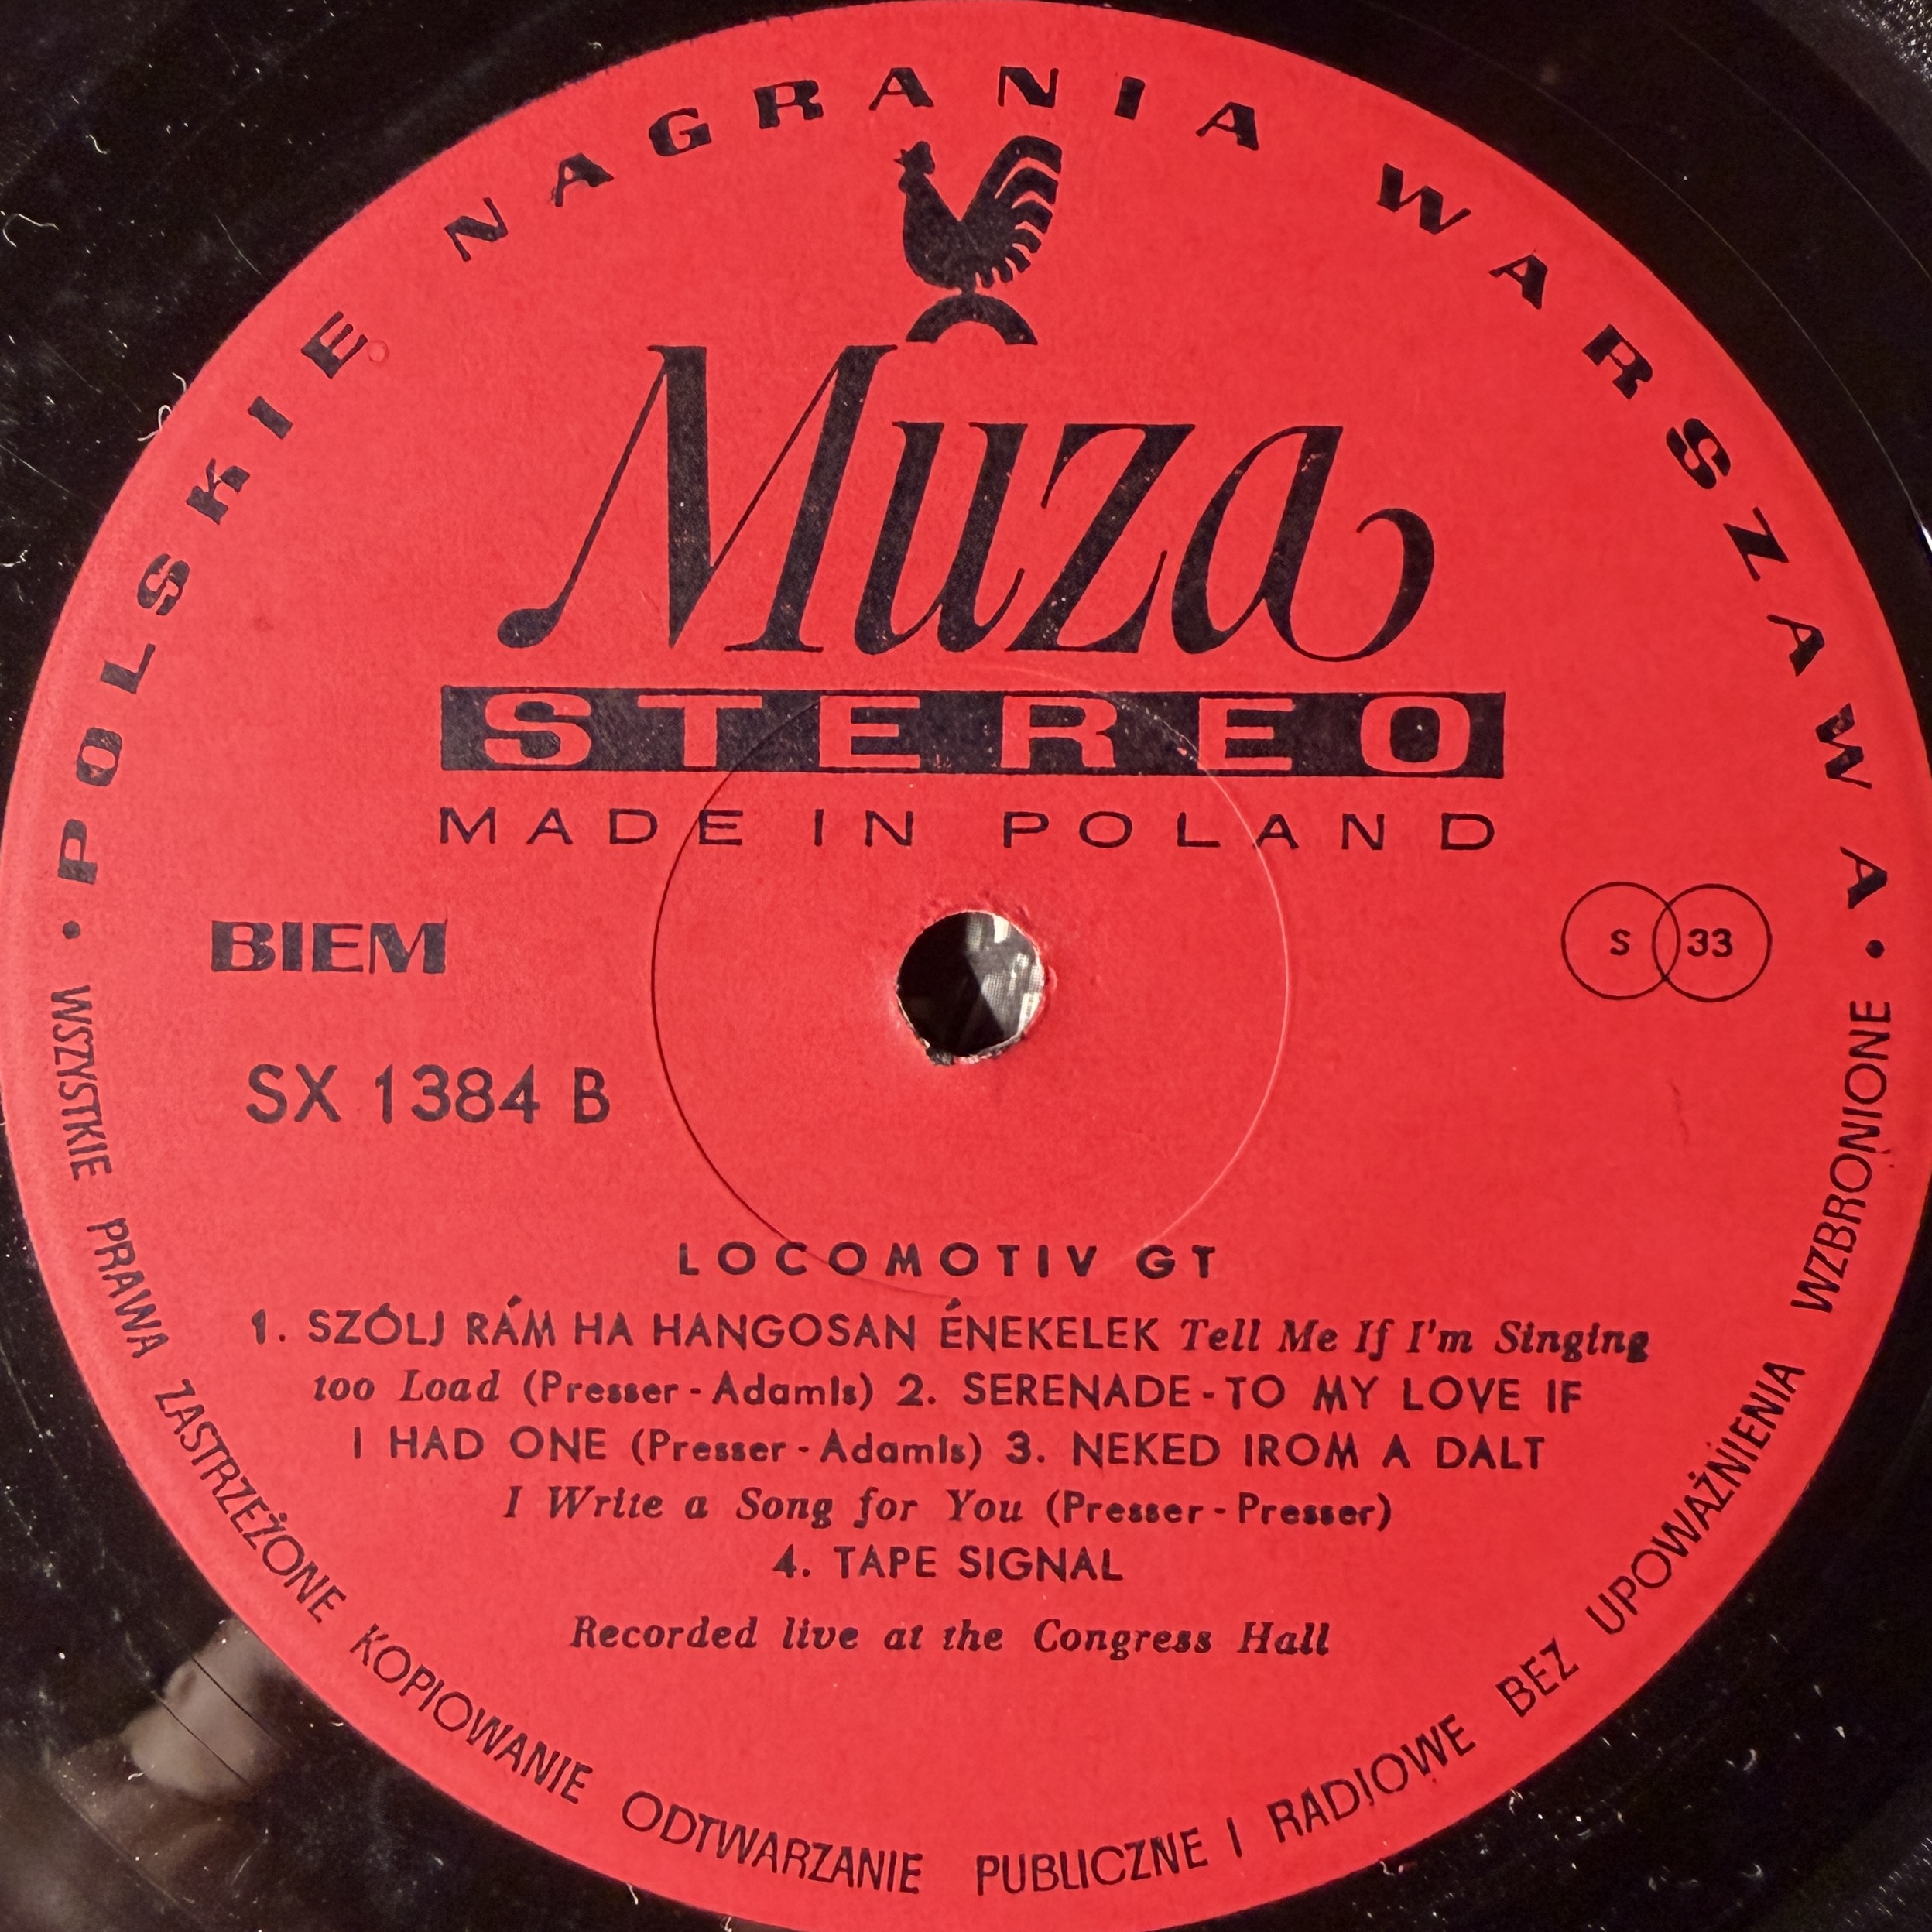 POLSKIE NAGRANIA WARSZAWA
Muza
STEREO
MADE IN POLAND
BIEM
S 33
SX 1384 B
LOCOMOTIV GT
1. SZÓLJ RÁM HA HANGOSAN ÉNEKELEK Tell Me If I'm Singing
too Load (Presser - Adamis) 2. SERENADE - TO MY LOVE IF
I HAD ONE (Presser - Adamis) 3. NEKED IROM A DALT
I Write a Song for You (Presser - Presser)
4. TAPE SIGNAL
Recorded live at the Congress Hall
• WSZYSTKIE PRAWA ZASTRZEŻONE KOPIOWANIE ODTWARZANIE PUBLICZNE I RADIOWE BEZ UPOWAŻNIENIA WZBRONIONE •